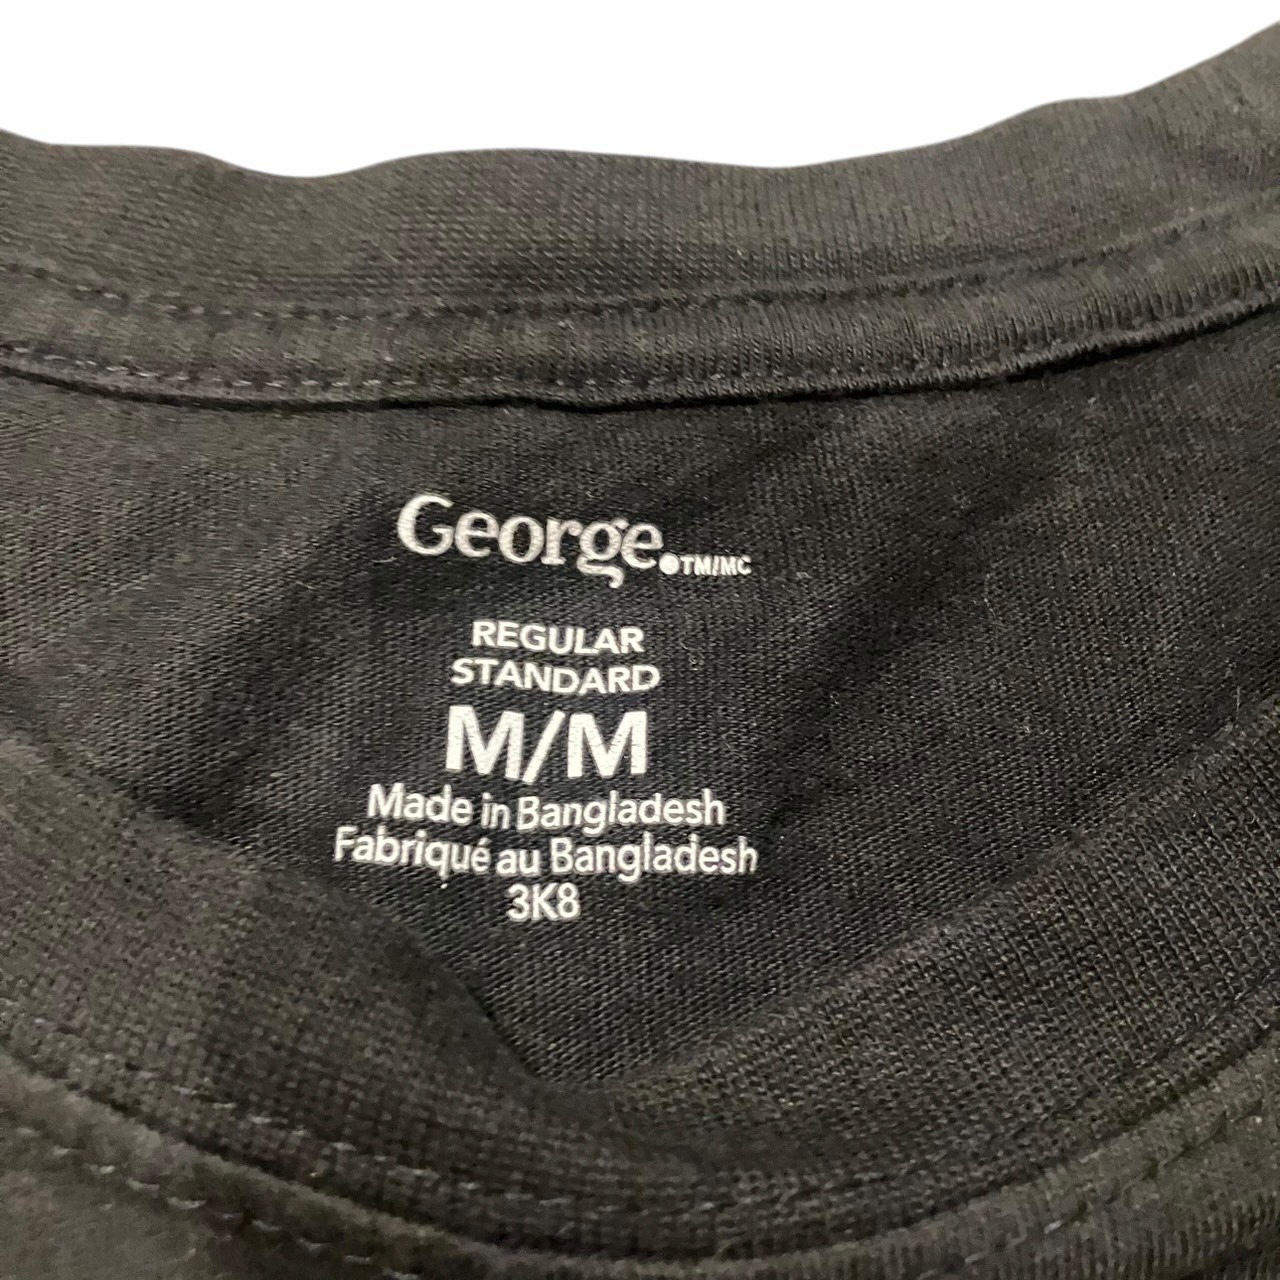 George.TM/MC
REGULAR
STANDARD
M/M
Made in Bangladesh
Fabriqué au Bangladesh
3K8